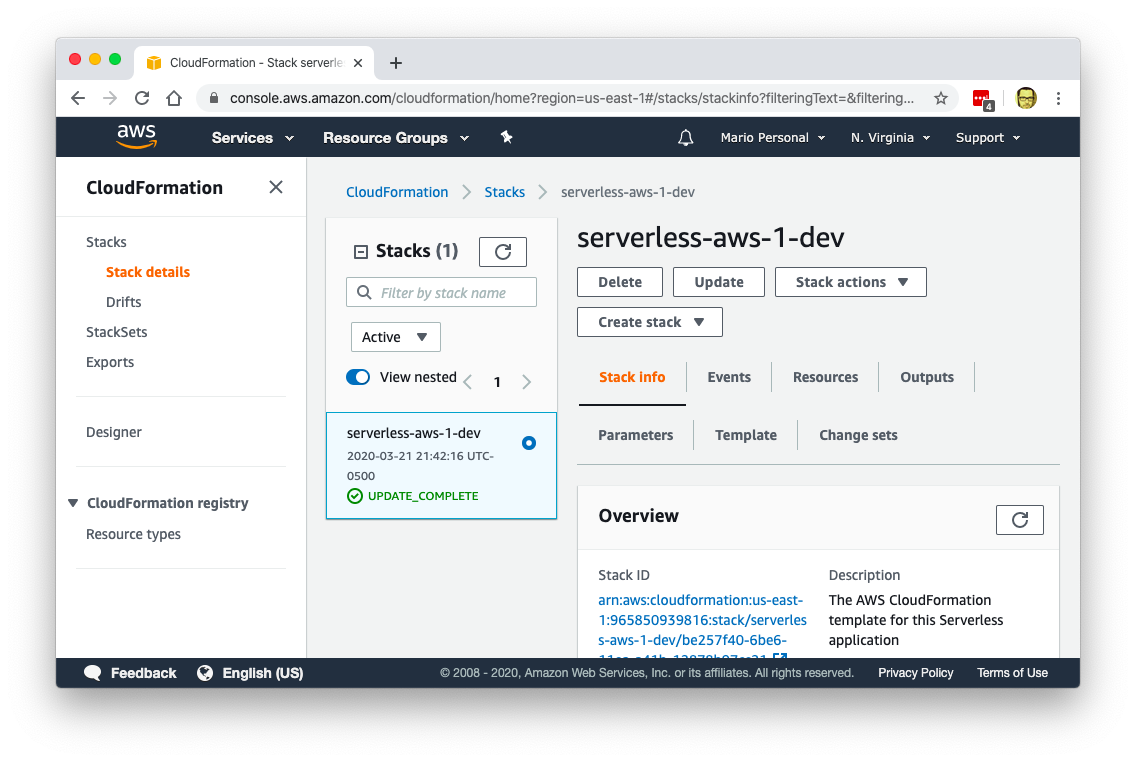 CloudFormation - Stack serverle
console.aws.amazon.com/cloudformation/home?region=us-east-1#/stacks/stackinfo?filteringText=&filtering...
4
aws
Services
Resource Groups
Mario Personal
N. Virginia
Support
CloudFormation
Stacks
Stack details
Drifts
StackSets
Exports
Designer
CloudFormation registry
Resource types
CloudFormation
Stacks
serverless-aws-1-dev
Stacks (1)
Filter by stack name
Active
View nested
1
serverless-aws-1-dev
2020-03-21 21:42:16 UTC-
0500
UPDATE_COMPLETE
serverless-aws-1-dev
Delete
Update
Stack actions
Create stack
Stack info
Events
Resources
Outputs
Parameters
Template
Change sets
Overview
Stack ID
arn:aws:cloudformation:us-east-
1:965850939816:stack/serverles
s-aws-1-dev/be257f40-6be6-
Description
The AWS CloudFormation
template for this Serverless
application
Feedback
English (US)
© 2008 - 2020, Amazon Web Services, Inc. or its affiliates. All rights reserved.
Privacy Policy
Terms of Use